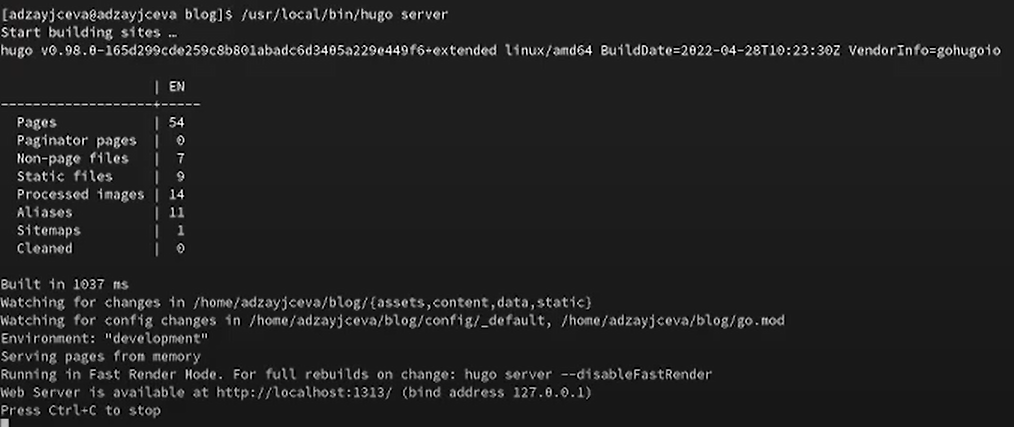 [adzayjceva@adzayjceva blog]$ /usr/local/bin/hugo server
Start building sites …
hugo v0.98.0-165d299cde259c8b801abadc6d3405a229e449f6+extended linux/amd64 BuildDate=2022-04-28T10:23:30Z VendorInfo=gohugoio
                   | EN
-------------------+-----
  Pages            | 54
  Paginator pages  |  0
  Non-page files   |  7
  Static files     |  9
  Processed images | 14
  Aliases          | 11
  Sitemaps         |  1
  Cleaned          |  0
Built in 1037 ms
Watching for changes in /home/adzayjceva/blog/{assets,content,data,static}
Watching for config changes in /home/adzayjceva/blog/config/_default, /home/adzayjceva/blog/go.mod
Environment: "development"
Serving pages from memory
Running in Fast Render Mode. For full rebuilds on change: hugo server --disableFastRender
Web Server is available at http://localhost:1313/ (bind address 127.0.0.1)
Press Ctrl+C to stop